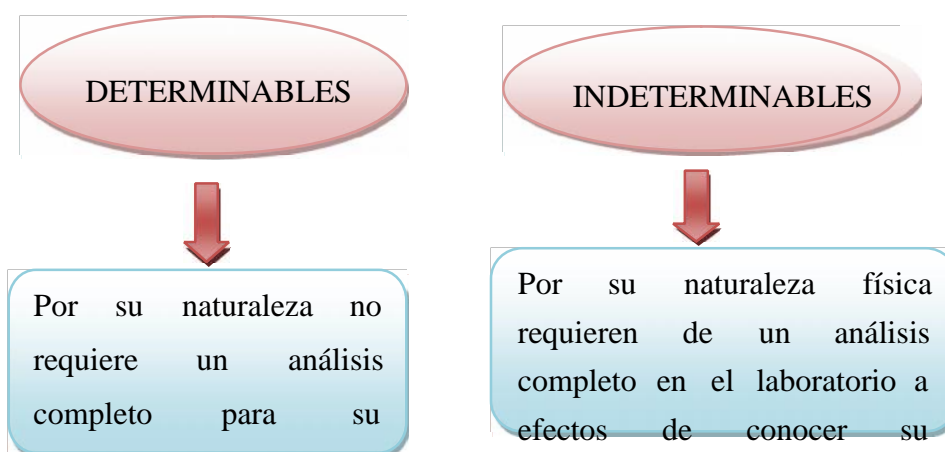 DETERMINABLES
Por su naturaleza no
requiere un análisis
completo para su
INDETERMINABLES
Por su naturaleza física
requieren de un análisis
completo en el laboratorio a
efectos de conocer su